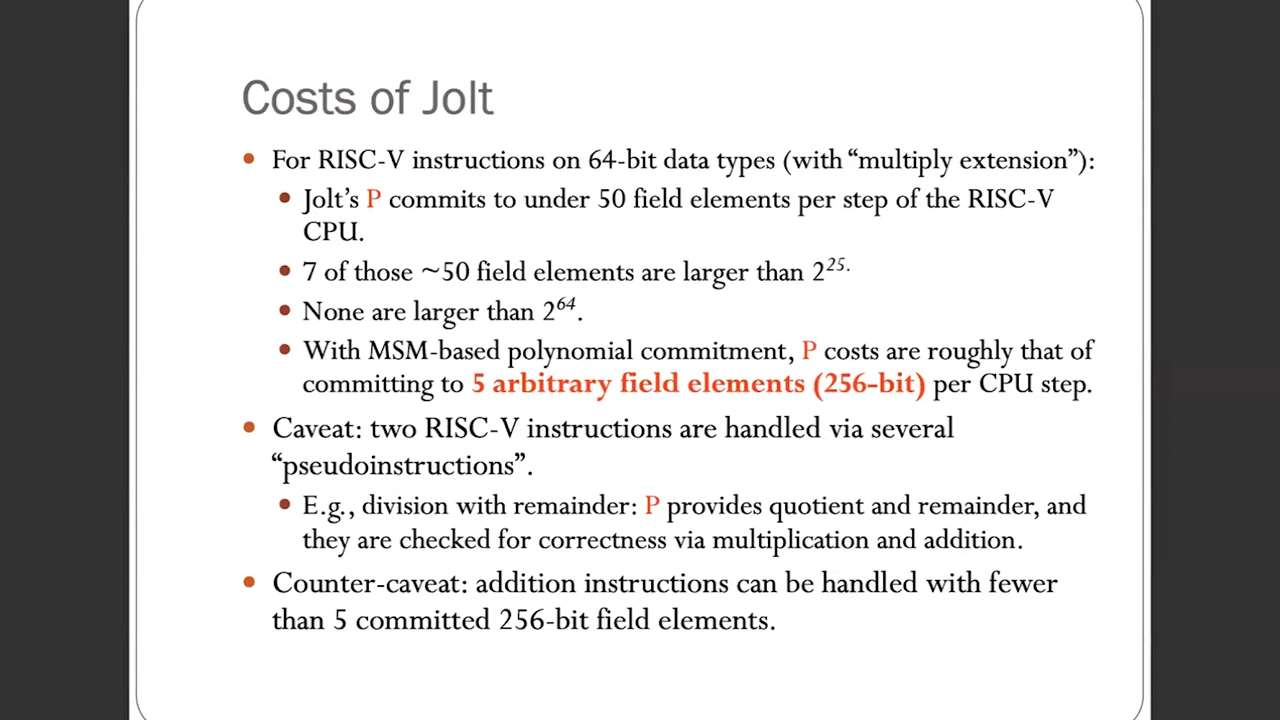 Costs of Jolt
• For RISC-V instructions on 64-bit data types (with “multiply extension”):
• Jolt’s P commits to under 50 field elements per step of the RISC-V
CPU.
• 7 of those ~50 field elements are larger than 2^25.
• None are larger than 2^64.
• With MSM-based polynomial commitment, P costs are roughly that of
committing to 5 arbitrary field elements (256-bit) per CPU step.
• Caveat: two RISC-V instructions are handled via several
“pseudoinstructions”.
• E.g., division with remainder: P provides quotient and remainder, and
they are checked for correctness via multiplication and addition.
• Counter-caveat: addition instructions can be handled with fewer
than 5 committed 256-bit field elements.